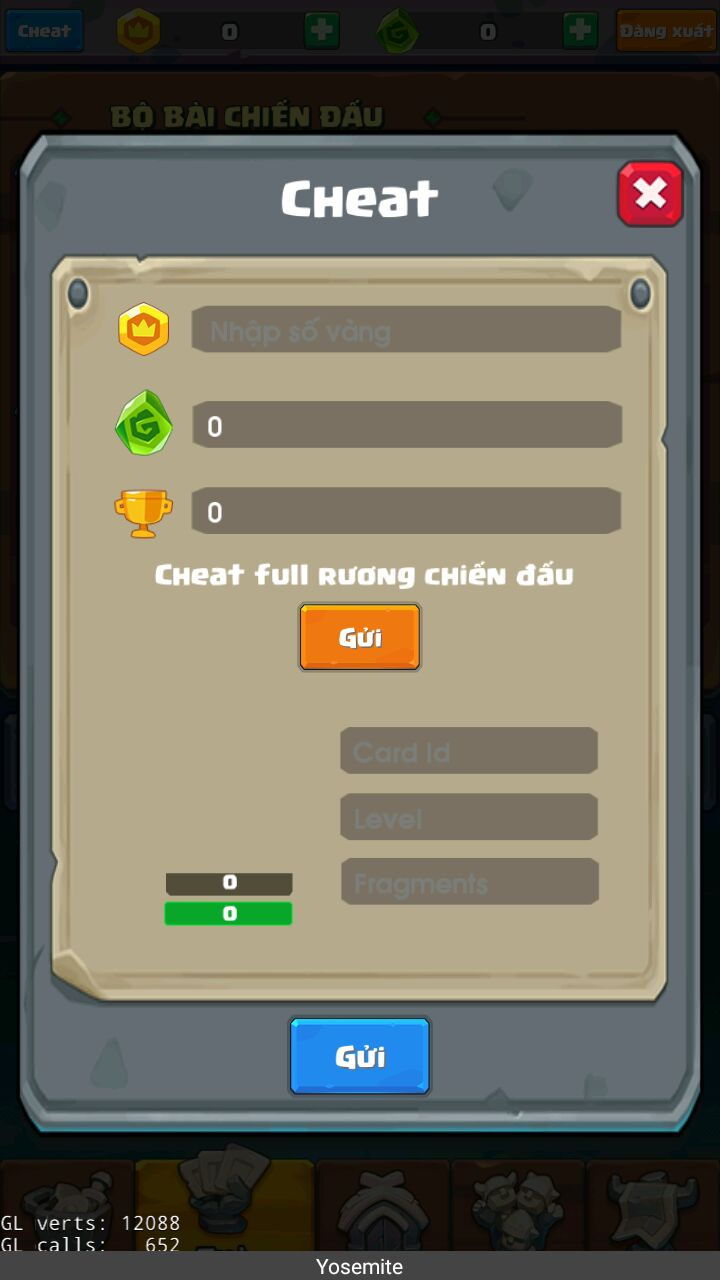 Cheat
0
0
Đăng xuất
BỘ BÀI CHIẾN ĐẤU
Cheat
Nhập số vàng
0
0
Cheat full rương chiến đấu
Gửi
Card Id
Level
Fragments
0
0
Gửi
GL verts: 12088
GL calls: 652
Yosemite